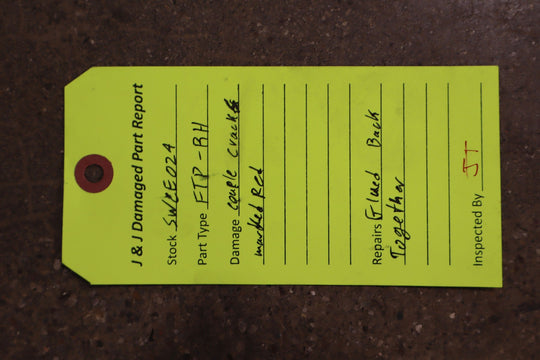 J & J Damaged Part Report
Stock SWEE024
Part Type FTP-RH
Damage couple cracks
marked Red
Repairs Glued Back
Together
Inspected By JT